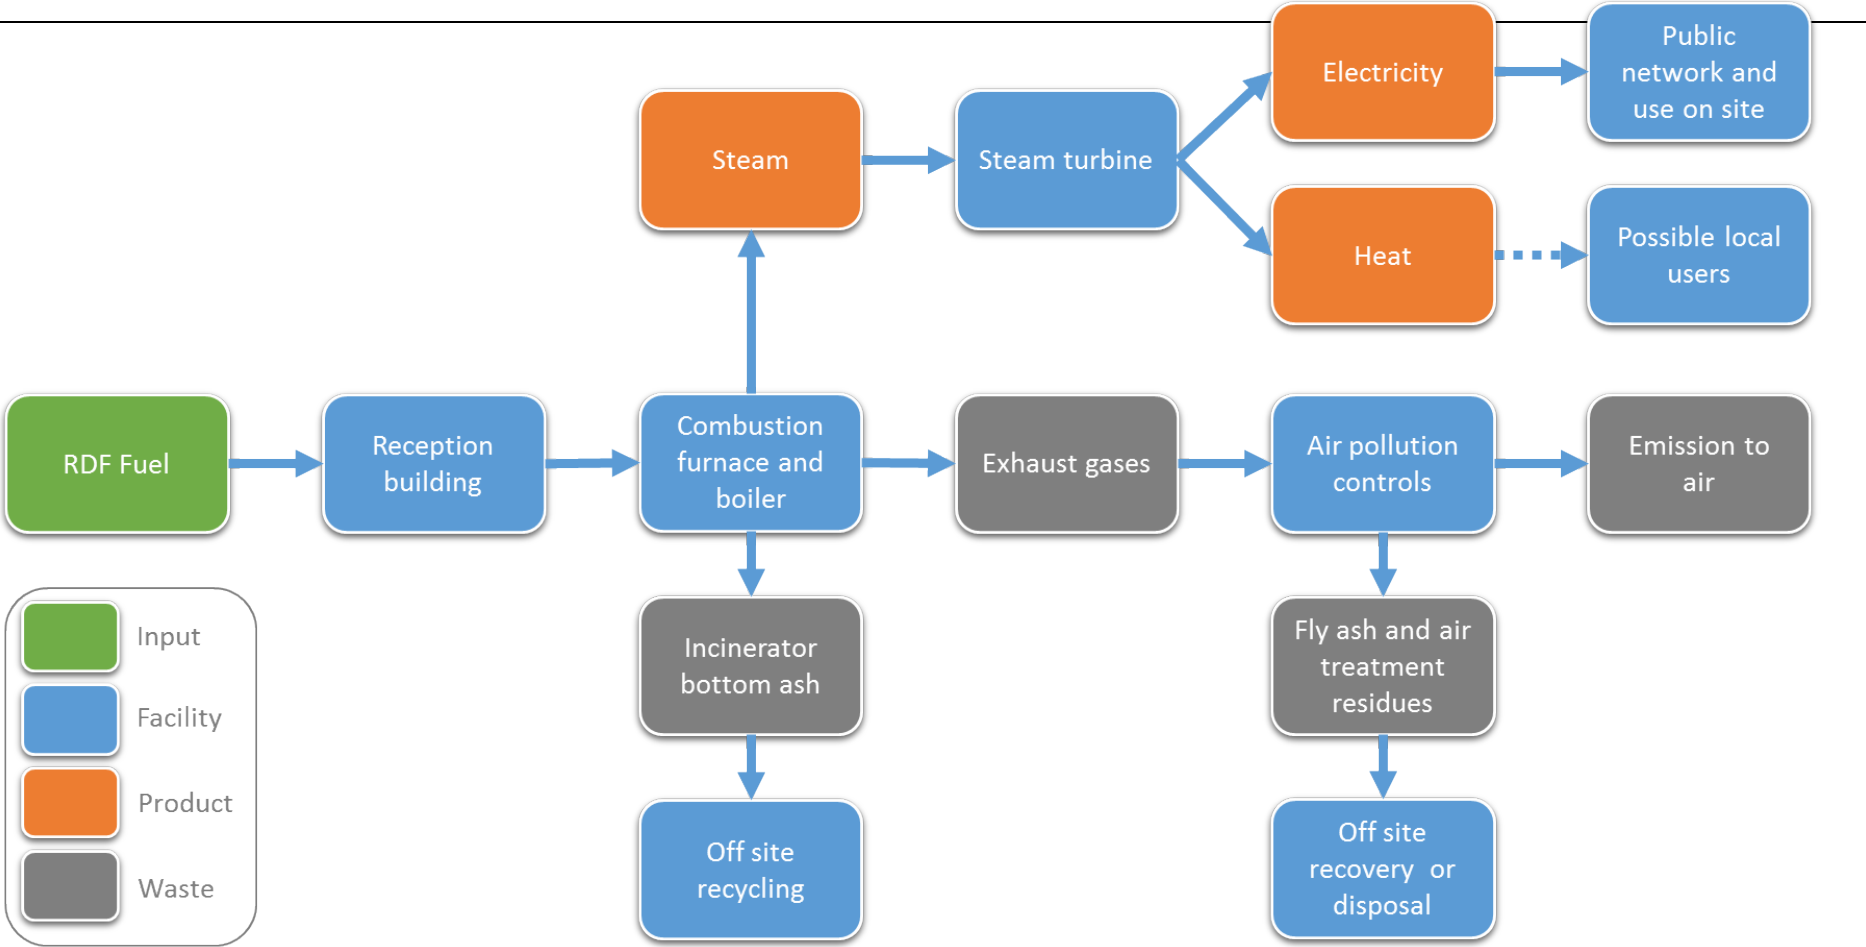 Public
network and
use on site
Electricity
Steam
Steam turbine
Heat
Possible local
users
RDF Fuel
Reception
building
Combustion
furnace and
boiler
Exhaust gases
Air pollution
controls
Emission to
air
Input
Facility
Product
Waste
Incinerator
bottom ash
Fly ash and air
treatment
residues
Off site
recycling
Off site
recovery or
disposal